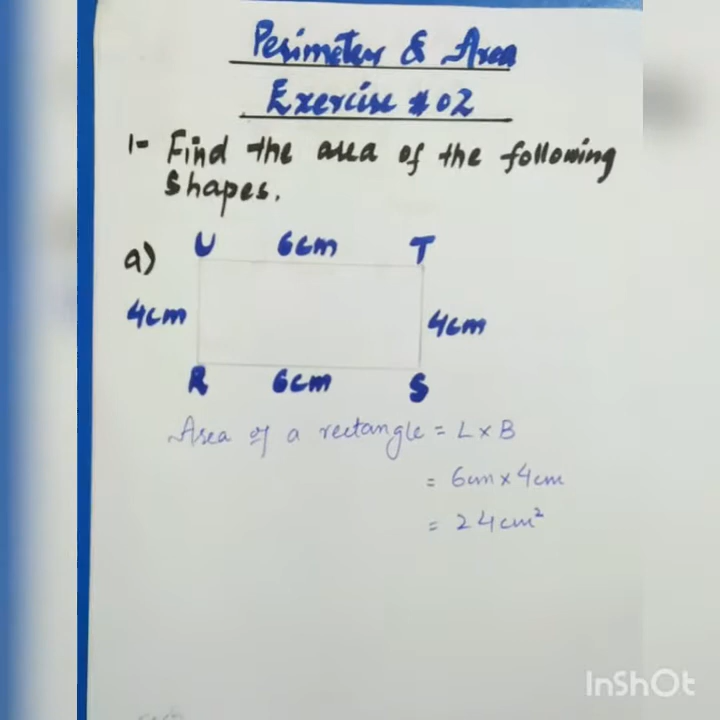 Perimeter & Area
Exercise # 02
1- Find the area of the following
Shapes.
a) U 6cm T
4cm 4cm
R 6cm S
Area of a rectangle = L x B
= 6cm x 4cm
= 24cm²
InShOt